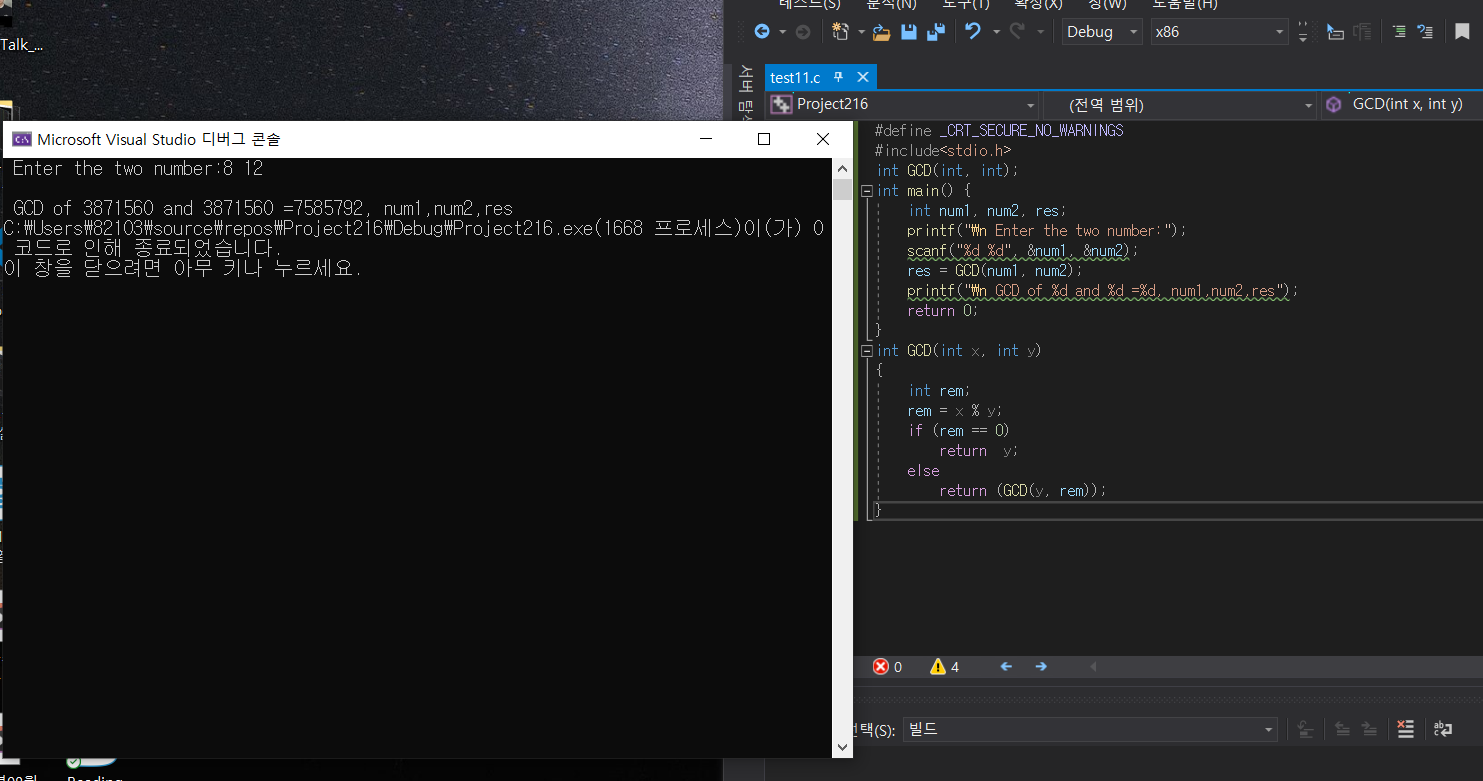 테스트(S) 분석(N) 도구(T) 확장(X) 창(W) 도움말(H)
Talk_...
Debug x86
test11.c
Project216 (전역 범위) GCD(int x, int y)
Microsoft Visual Studio 디버그 콘솔
Enter the two number:8 12
GCD of 3871560 and 3871560 =7585792, num1,num2,res
C:₩Users₩82103₩source₩repos₩Project216₩Debug₩Project216.exe(1668 프로세스)이(가) 0
코드로 인해 종료되었습니다.
이 창을 닫으려면 아무 키나 누르세요.
#define _CRT_SECURE_NO_WARNINGS
#include<stdio.h>
int GCD(int, int);
int main() {
int num1, num2, res;
printf("₩n Enter the two number:");
scanf("%d %d", &num1, &num2);
res = GCD(num1, num2);
printf("₩n GCD of %d and %d =%d, num1,num2,res");
return 0;
}
int GCD(int x, int y)
{
int rem;
rem = x % y;
if (rem == 0)
return y;
else
return (GCD(y, rem));
}
0 4
빌드